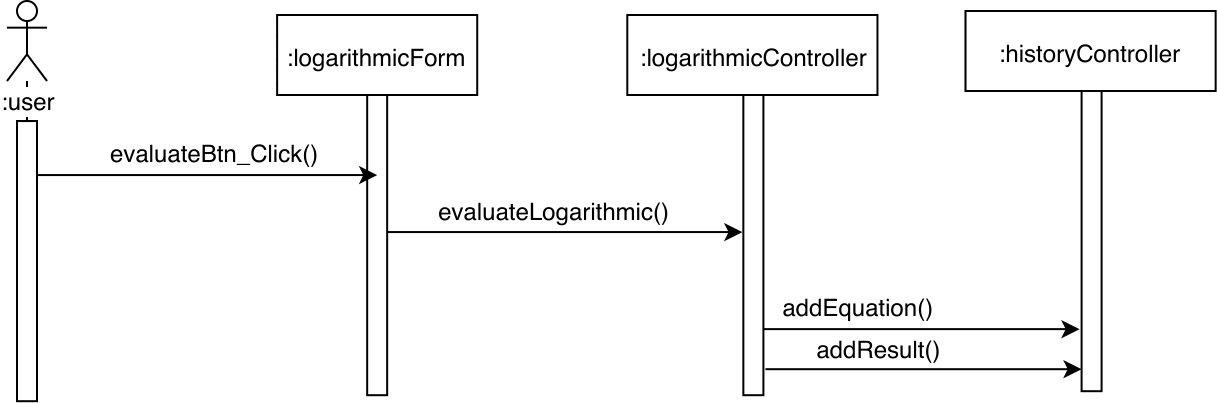 :user
:logarithmicForm
:logarithmicController
:historyController
evaluateBtn_Click()
evaluateLogarithmic()
addEquation()
addResult()